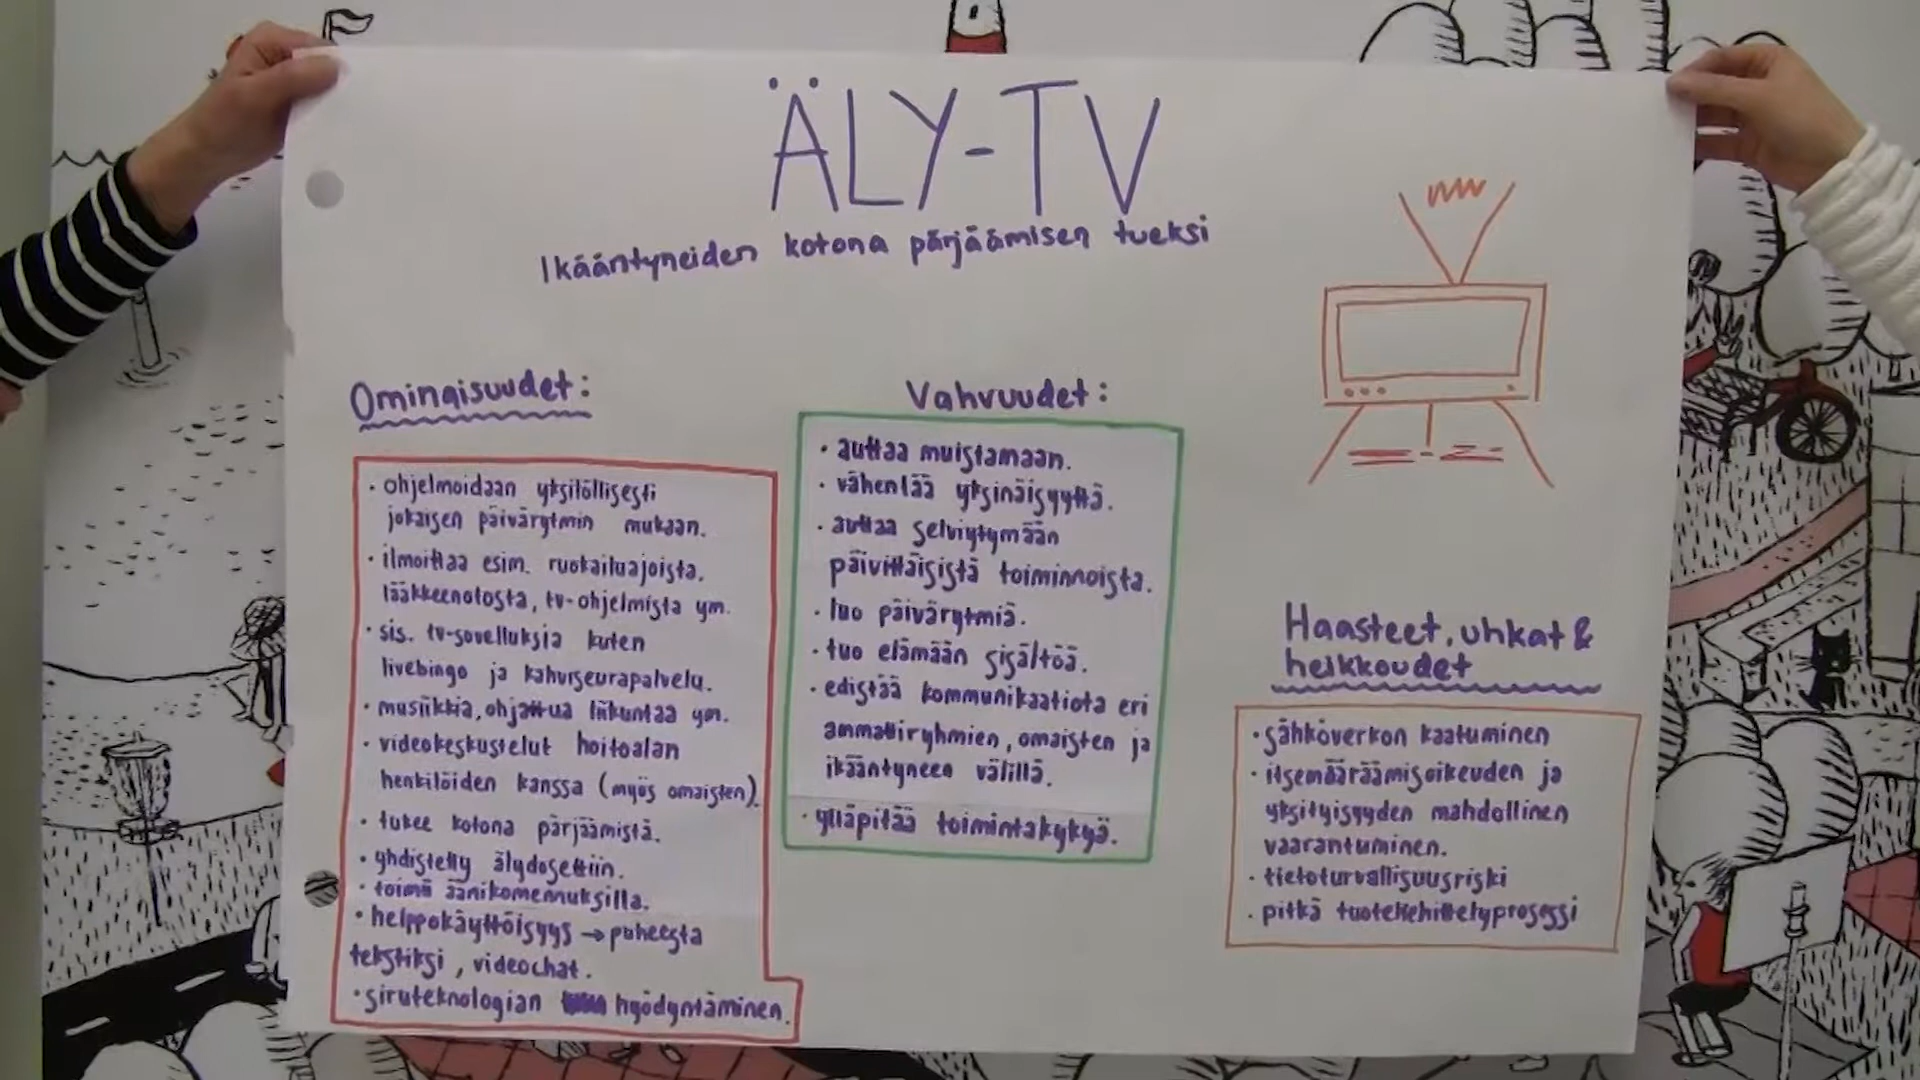 ÄLY-TV
Ikääntyneiden kotona pärjäämisen tueksi
Ominaisuudet:
• ohjelmoidaan yksilöllisesti
jokaisen päivärytmin mukaan.
• ilmoittaa esim. ruokailuajoista,
lääkkeenotosta, tv-ohjelmista ym.
• sis. tv-sovelluksia kuten
livebingo ja kahviseurapalvelu.
• musiikkia, ohjattua liikuntaa ym.
• videokeskustelut hoitoalan
henkilöiden kanssa (myös omaisten).
• tukee kotona pärjäämistä.
• yhdistetty älydosettiin.
• toimii äänikomennuksilla.
• helppokäyttöisyys → puheesta
tekstiksi, videochat.
• siruteknologian hyödyntäminen.
Vahvuudet:
• auttaa muistamaan.
• vähentää yksinäisyyttä.
• auttaa selviytymään
päivittäisistä toiminnoista.
• luo päivärytmiä.
• tuo elämään sisältöä.
• edistää kommunikaatiota eri
ammattiryhmien, omaisten ja
ikääntyneen välillä.
• ylläpitää toimintakykyä.
Haasteet, uhkat &
heikkoudet
• sähköverkon kaatuminen
• itsemääräämisoikeuden ja
yksityisyyden mahdollinen
vaarantuminen.
• tietoturvallisuusriski
• pitkä tuotekehittelyprosessi